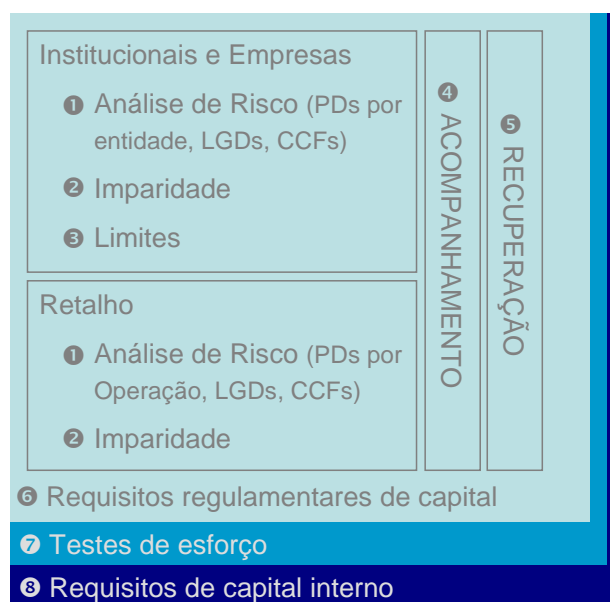 Institucionais e Empresas
❶ Análise de Risco (PDs por
entidade, LGDs, CCFs)
❷ Imparidade
❸ Limites
Retalho
❶ Análise de Risco (PDs por
Operação, LGDs, CCFs)
❷ Imparidade
❹ ACOMPANHAMENTO
❺ RECUPERAÇÃO
❻ Requisitos regulamentares de capital
❼ Testes de esforço
❽ Requisitos de capital interno